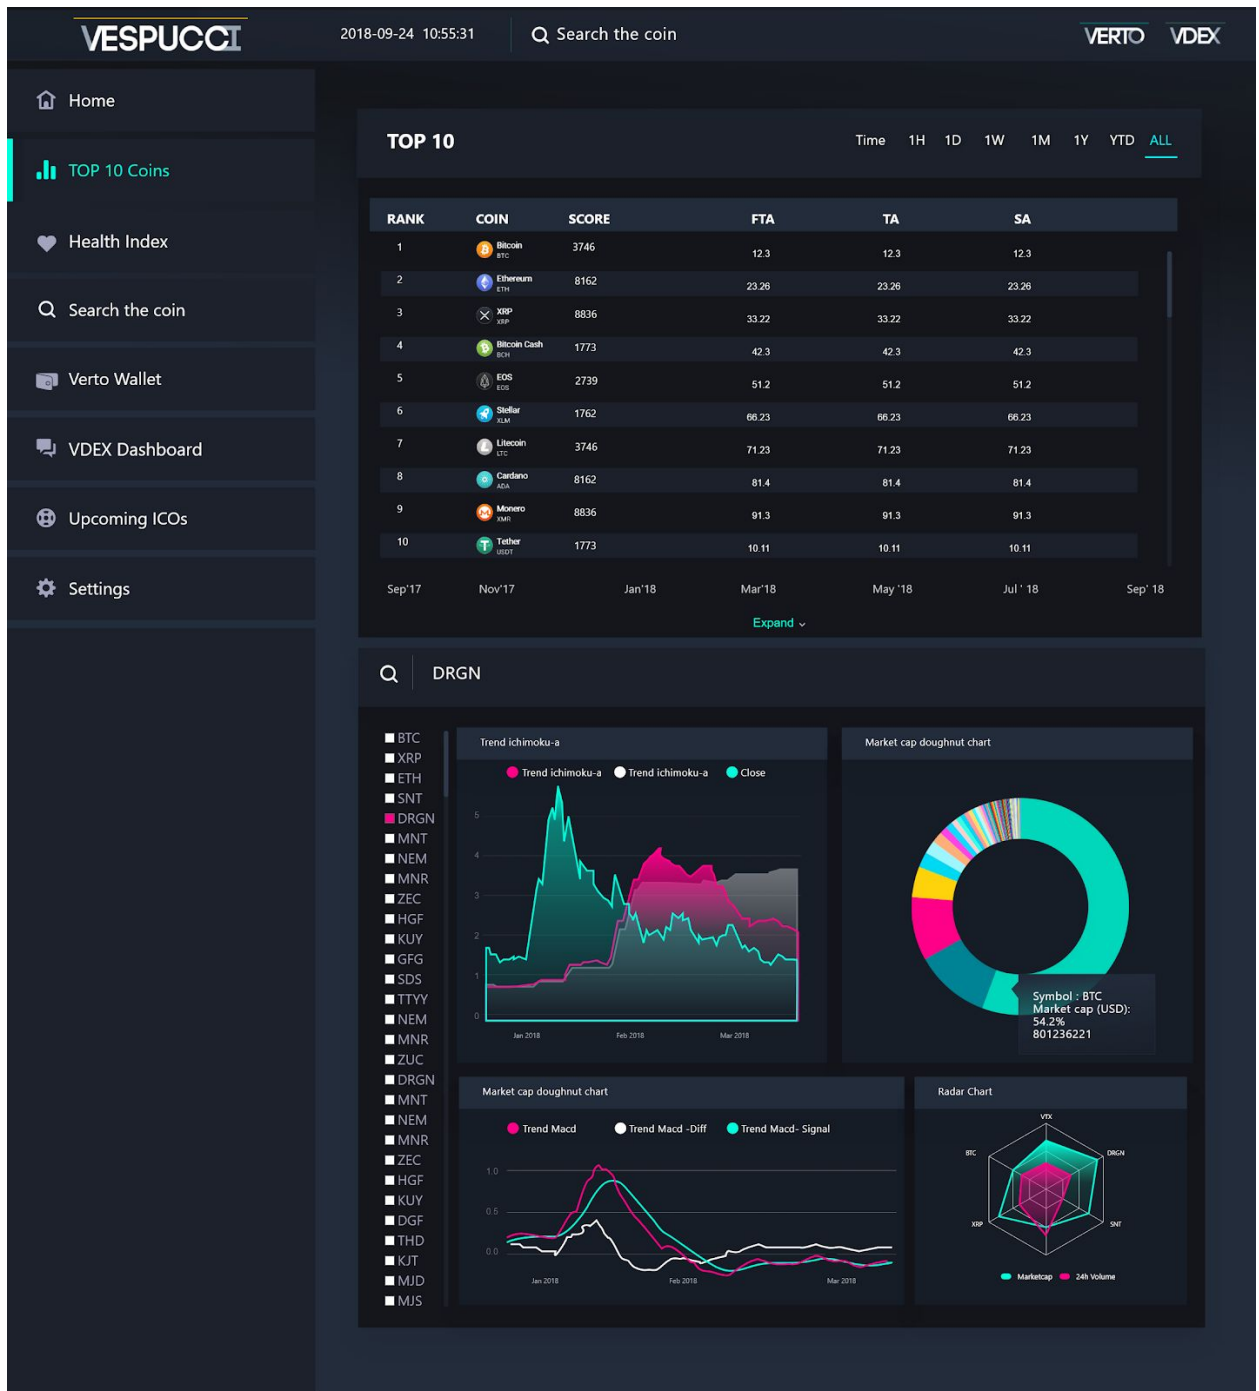 VESPUCCI 2018-09-24 10:55:31 Search the coin VERTO VDEX
Home
TOP 10 Coins
Health Index
Search the coin
Verto Wallet
VDEX Dashboard
Upcoming ICOs
Settings
TOP 10 Time 1H 1D 1W 1M 1Y YTD ALL
RANK COIN SCORE FTA TA SA
1 Bitcoin BTC 3746 12.3 12.3 12.3
2 Ethereum ETH 8162 23.26 23.26 23.26
3 XRP XRP 8836 33.22 33.22 33.22
4 Bitcoin Cash BCH 1773 42.3 42.3 42.3
5 EOS EOS 2739 51.2 51.2 51.2
6 Stellar XLM 1762 66.23 66.23 66.23
7 Litecoin LTC 3746 71.23 71.23 71.23
8 Cardano ADA 8162 81.4 81.4 81.4
9 Monero XMR 8836 91.3 91.3 91.3
10 Tether USDT 1773 10.11 10.11 10.11
Sep'17 Nov'17 Jan'18 Mar'18 May '18 Jul ' 18 Sep' 18
Expand
DRGN
BTC
XRP
ETH
SNT
DRGN
MNT
NEM
MNR
ZEC
HGF
KUY
GFG
SDS
TTYY
NEM
MNR
ZUC
DRGN
MNT
NEM
MNR
ZEC
HGF
KUY
DGF
THD
KJT
MJD
MJS
Trend ichimoku-a
Trend ichimoku-a Trend ichimoku-a Close
5
4
3
2
1
0
Jan 2018 Feb 2018 Mar 2018
Market cap doughnut chart
Symbol : BTC
Market cap (USD):
54.2%
801236221
Market cap doughnut chart
Trend Macd Trend Macd -Diff Trend Macd- Signal
1.0
0.5
0.0
Jan 2018 Feb 2018 Mar 2018
Radar Chart
VTX
BTC DRGN
XRP SNT
Marketcap 24h Volume